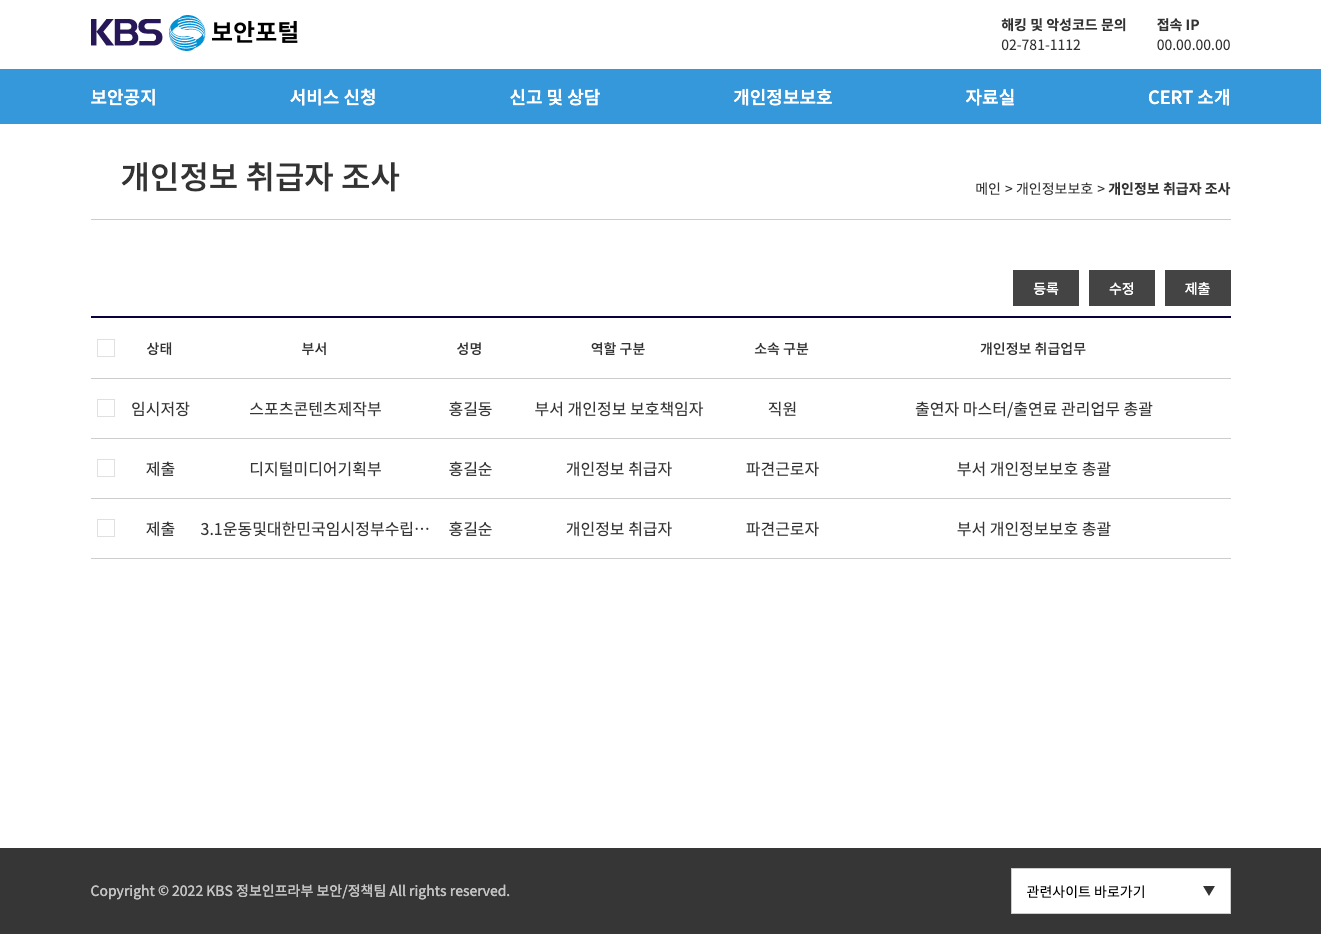 KBS 보안포털
해킹 및 악성코드 문의
02-781-1112
접속 IP
00.00.00.00
보안공지 서비스 신청 신고 및 상담 개인정보보호 자료실 CERT 소개
개인정보 취급자 조사
메인 > 개인정보보호 > 개인정보 취급자 조사
등록 수정 제출
상태 부서 성명 역할 구분 소속 구분 개인정보 취급업무
임시저장 스포츠콘텐츠제작부 홍길동 부서 개인정보 보호책임자 직원 출연자 마스터/출연료 관리업무 총괄
제출 디지털미디어기획부 홍길순 개인정보 취급자 파견근로자 부서 개인정보보호 총괄
제출 3.1운동및대한민국임시정부수립… 홍길순 개인정보 취급자 파견근로자 부서 개인정보보호 총괄
Copyright © 2022 KBS 정보인프라부 보안/정책팀 All rights reserved.
관련사이트 바로가기 ▼